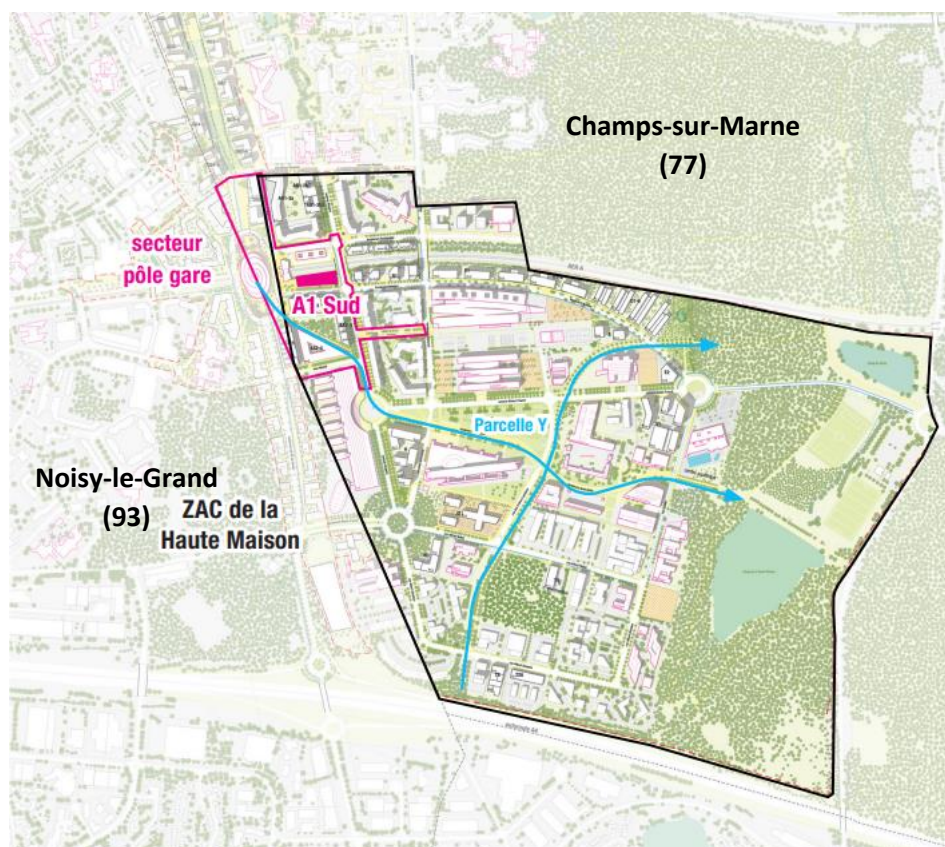 Champs-sur-Marne
(77)
secteur
pôle gare
A1 Sud
RER A
Parcelle Y
Noisy-le-Grand
(93)
ZAC de la
Haute Maison